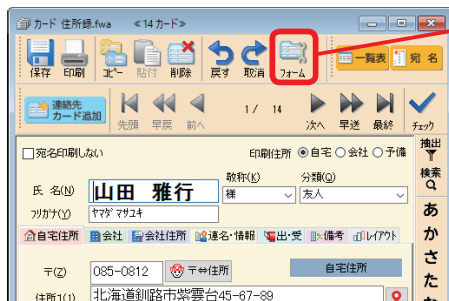 カード 住所録.fwa ≪14カード≫
保存 印刷 ｺﾋﾟｰ 貼付 削除 戻す 取消 ﾌｫｰﾑ 一覧表 宛 名
連絡先
カード追加
先頭 早戻 前へ 1 / 14 次へ 早送 最終 ﾁｪｯｸ
宛名印刷しない 印刷住所 自宅 会社 予備
敬称(K) 分類(Q)
氏 名(N) 山田 雅行 様 友人
ﾌﾘｶﾞﾅ(Y) ﾔﾏﾀﾞ ﾏｻﾕｷ
自宅住所 会社 会社住所 連名・情報 出・受 備考 ﾚｲｱｳﾄ
〒(Z) 085-0812 〒⇔住所 自宅住所
住所1(1) 北海道釧路市紫雲台45-67-89
抽出
検索
あ
か
さ
た